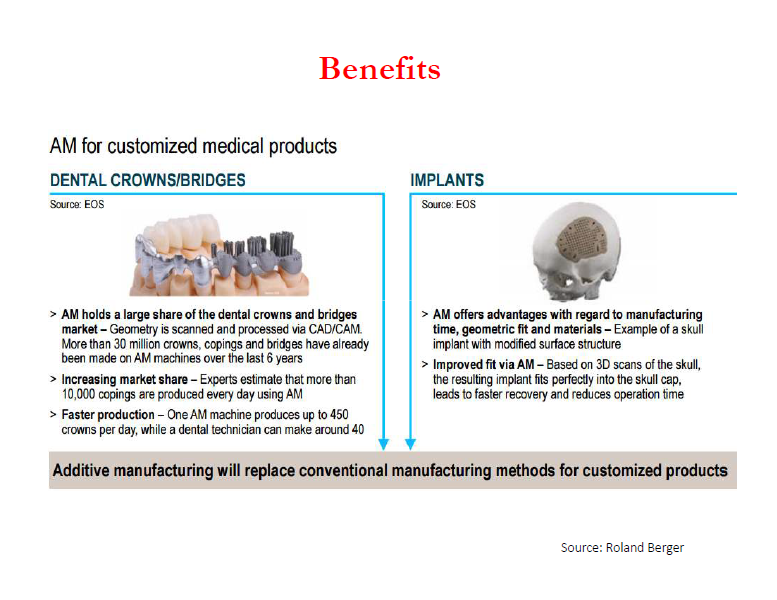 Benefits
AM for customized medical products
DENTAL CROWNS/BRIDGES
Source: EOS
> AM holds a large share of the dental crowns and bridges
market – Geometry is scanned and processed via CAD/CAM.
More than 30 million crowns, copings and bridges have already
been made on AM machines over the last 6 years
> Increasing market share – Experts estimate that more than
10,000 copings are produced every day using AM
> Faster production – One AM machine produces up to 450
crowns per day, while a dental technician can make around 40
IMPLANTS
Source: EOS
> AM offers advantages with regard to manufacturing
time, geometric fit and materials – Example of a skull
implant with modified surface structure
> Improved fit via AM – Based on 3D scans of the skull,
the resulting implant fits perfectly into the skull cap,
leads to faster recovery and reduces operation time
Additive manufacturing will replace conventional manufacturing methods for customized products
Source: Roland Berger